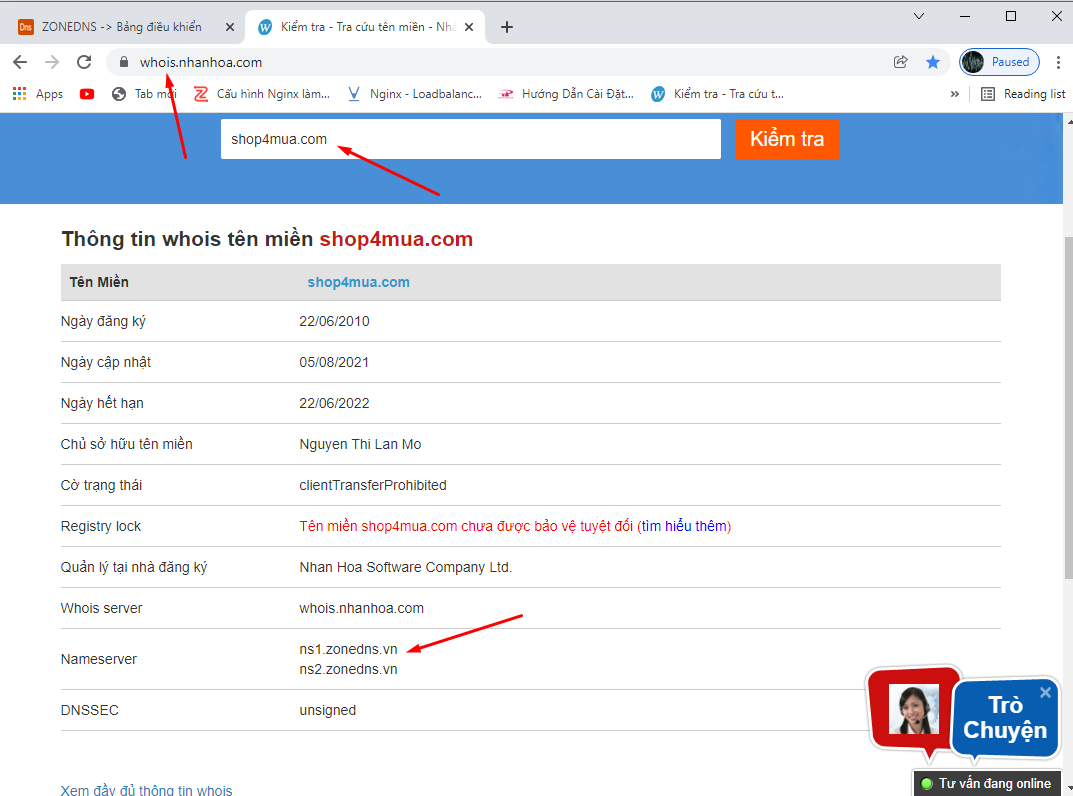 Dns ZONEDNS -> Bảng điều khiển
Kiểm tra - Tra cứu tên miền - Nhâ
whois.nhanhoa.com
Paused
Apps
Tab mới
Cấu hình Nginx làm...
Nginx - Loadbalanc...
Hướng Dẫn Cài Đặt...
Kiểm tra - Tra cứu t...
Reading list
shop4mua.com
Kiểm tra
Thông tin whois tên miền shop4mua.com
Tên Miền shop4mua.com
Ngày đăng ký 22/06/2010
Ngày cập nhật 05/08/2021
Ngày hết hạn 22/06/2022
Chủ sở hữu tên miền Nguyen Thi Lan Mo
Cờ trạng thái clientTransferProhibited
Registry lock Tên miền shop4mua.com chưa được bảo vệ tuyệt đối (tìm hiểu thêm)
Quản lý tại nhà đăng ký Nhan Hoa Software Company Ltd.
Whois server whois.nhanhoa.com
Nameserver ns1.zonedns.vn
ns2.zonedns.vn
DNSSEC unsigned
Xem đầy đủ thông tin whois
Trò
Chuyện
Tư vấn đang online